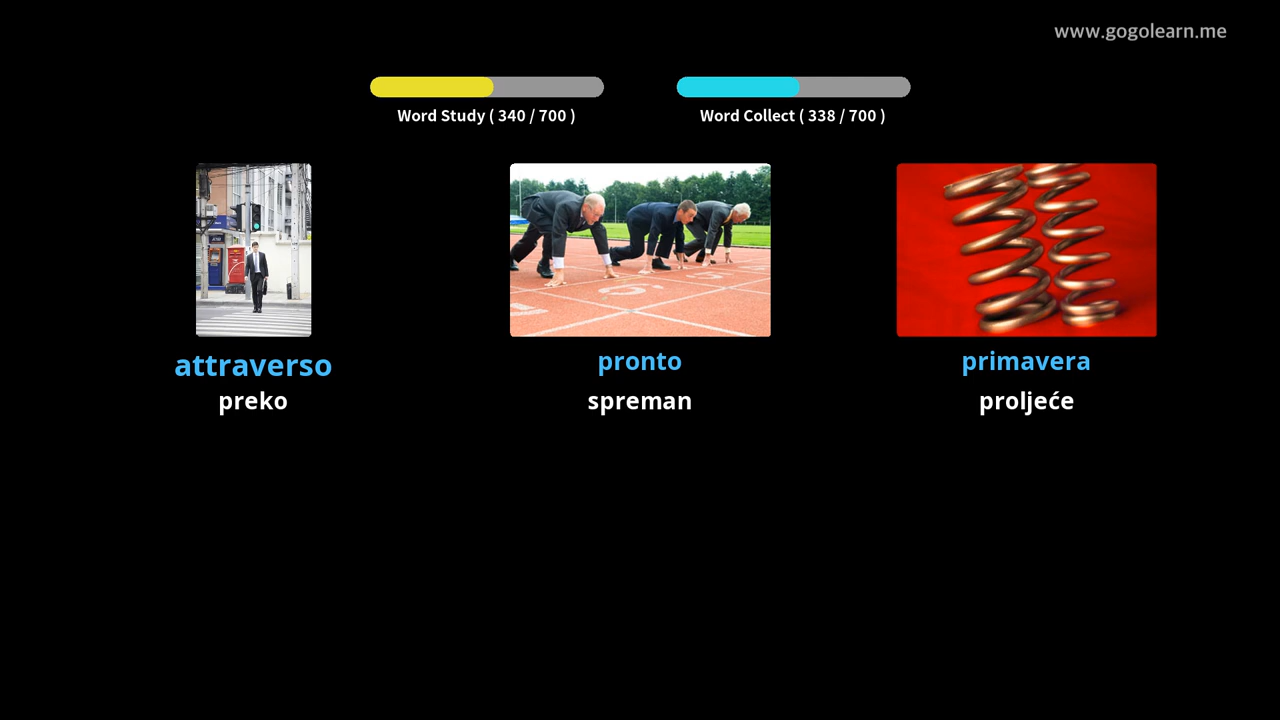 www.gogolearn.me
Word Study ( 340 / 700 )
Word Collect ( 338 / 700 )
attraverso
preko
pronto
spreman
primavera
proljeće